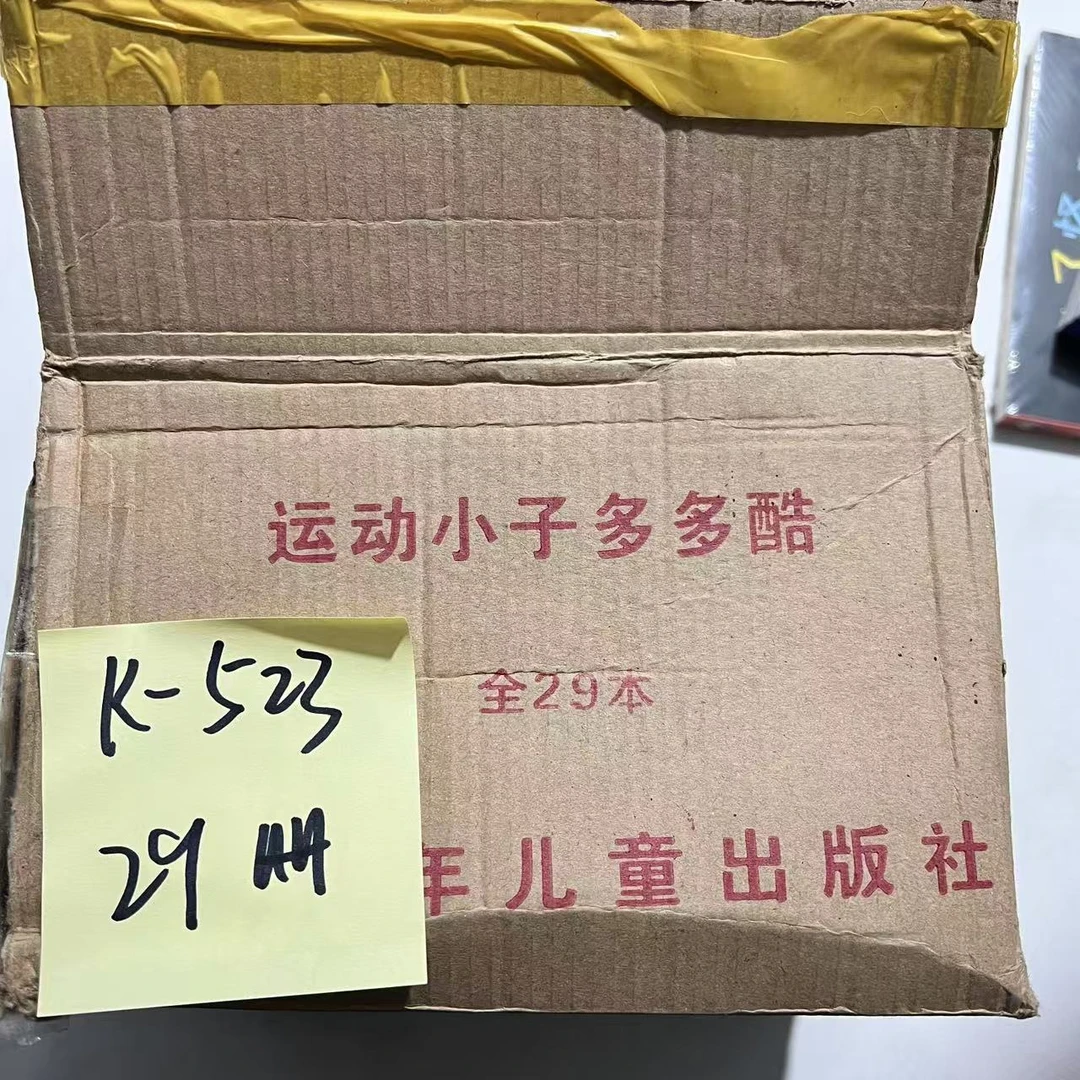 运动小子多多酷
全29本
K-523
29册
年儿童出版社